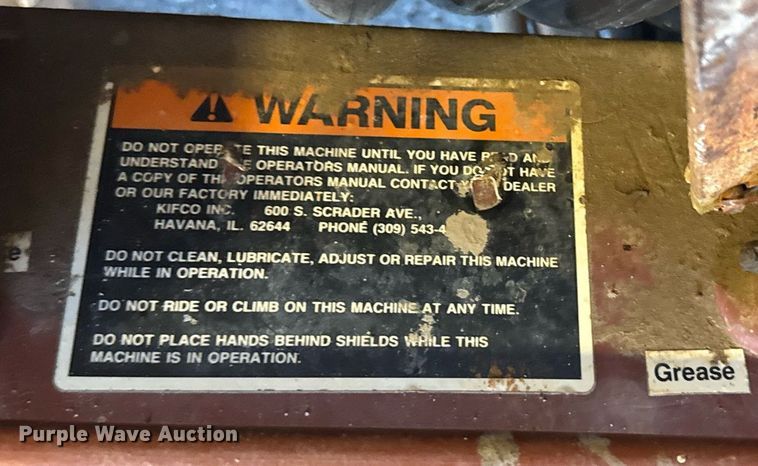 WARNING
DO NOT OPERATE THIS MACHINE UNTIL YOU HAVE READ AND
UNDERSTAND THE OPERATORS MANUAL. IF YOU DO NOT HAVE
A COPY OF THE OPERATORS MANUAL CONTACT YOUR DEALER
OR OUR FACTORY IMMEDIATELY:
KIFCO INC. 600 S. SCRADER AVE.,
HAVANA, IL. 62644 PHONE (309) 543-4
DO NOT CLEAN, LUBRICATE, ADJUST OR REPAIR THIS MACHINE
WHILE IN OPERATION.
DO NOT RIDE OR CLIMB ON THIS MACHINE AT ANY TIME.
DO NOT PLACE HANDS BEHIND SHIELDS WHILE THIS
MACHINE IS IN OPERATION.
e
Grease
Purple Wave Auction